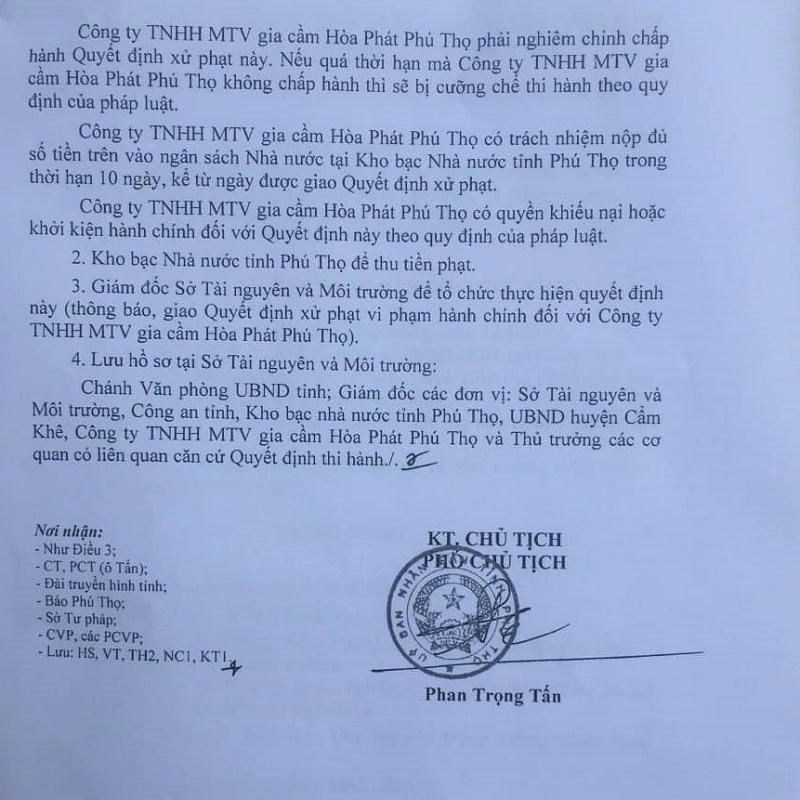 Công ty TNHH MTV gia cầm Hòa Phát Phú Thọ phải nghiêm chỉnh chấp
hành Quyết định xử phạt này. Nếu quá thời hạn mà Công ty TNHH MTV gia
cầm Hòa Phát Phú Thọ không chấp hành thì sẽ bị cưỡng chế thi hành theo quy
định của pháp luật.
Công ty TNHH MTV gia cầm Hòa Phát Phú Thọ có trách nhiệm nộp đủ
số tiền trên vào ngân sách Nhà nước tại Kho bạc Nhà nước tỉnh Phú Thọ trong
thời hạn 10 ngày, kể từ ngày được giao Quyết định xử phạt.
Công ty TNHH MTV gia cầm Hòa Phát Phú Thọ có quyền khiếu nại hoặc
khởi kiện hành chính đối với Quyết định này theo quy định của pháp luật.
2. Kho bạc Nhà nước tỉnh Phú Thọ để thu tiền phạt.
3. Giám đốc Sở Tài nguyên và Môi trường để tổ chức thực hiện quyết định
này (thông báo, giao Quyết định xử phạt vi phạm hành chính đối với Công ty
TNHH MTV gia cầm Hòa Phát Phú Thọ).
4. Lưu hồ sơ tại Sở Tài nguyên và Môi trường:
Chánh Văn phòng UBND tỉnh; Giám đốc các đơn vị: Sở Tài nguyên và
Môi trường, Công an tỉnh, Kho bạc nhà nước tỉnh Phú Thọ, UBND huyện Cẩm
Khê, Công ty TNHH MTV gia cầm Hòa Phát Phú Thọ và Thủ trưởng các cơ
quan có liên quan căn cứ Quyết định thi hành./.
Nơi nhận:
- Như Điều 3;
- CT, PCT (ô Tấn);
- Đài truyền hình tỉnh;
- Báo Phú Thọ;
- Sở Tư pháp;
- CVP, các PCVP;
- Lưu: HS, VT, TH2, NC1, KT1
KT. CHỦ TỊCH
PHÓ CHỦ TỊCH
ỦY BAN NHÂN DÂN TỈNH PHÚ THỌ
Phan Trọng Tấn